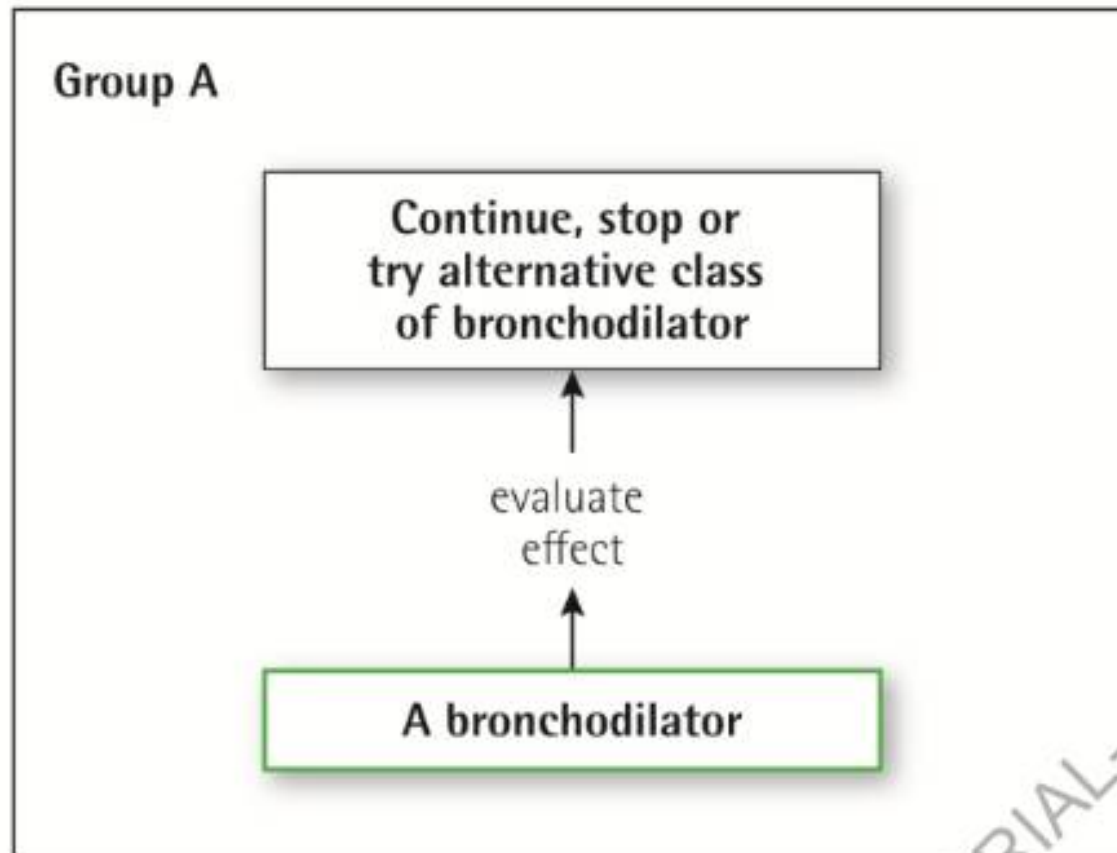 Group A
Continue, stop or
try alternative class
of bronchodilator
evaluate
effect
A bronchodilator